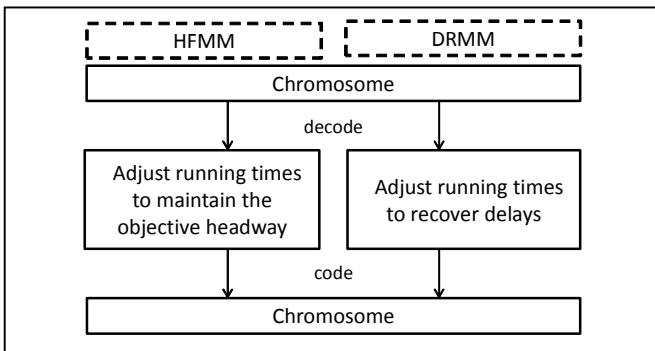 HFMM DRMM
Chromosome
decode
Adjust running times
to maintain the
objective headway
Adjust running times
to recover delays
code
Chromosome